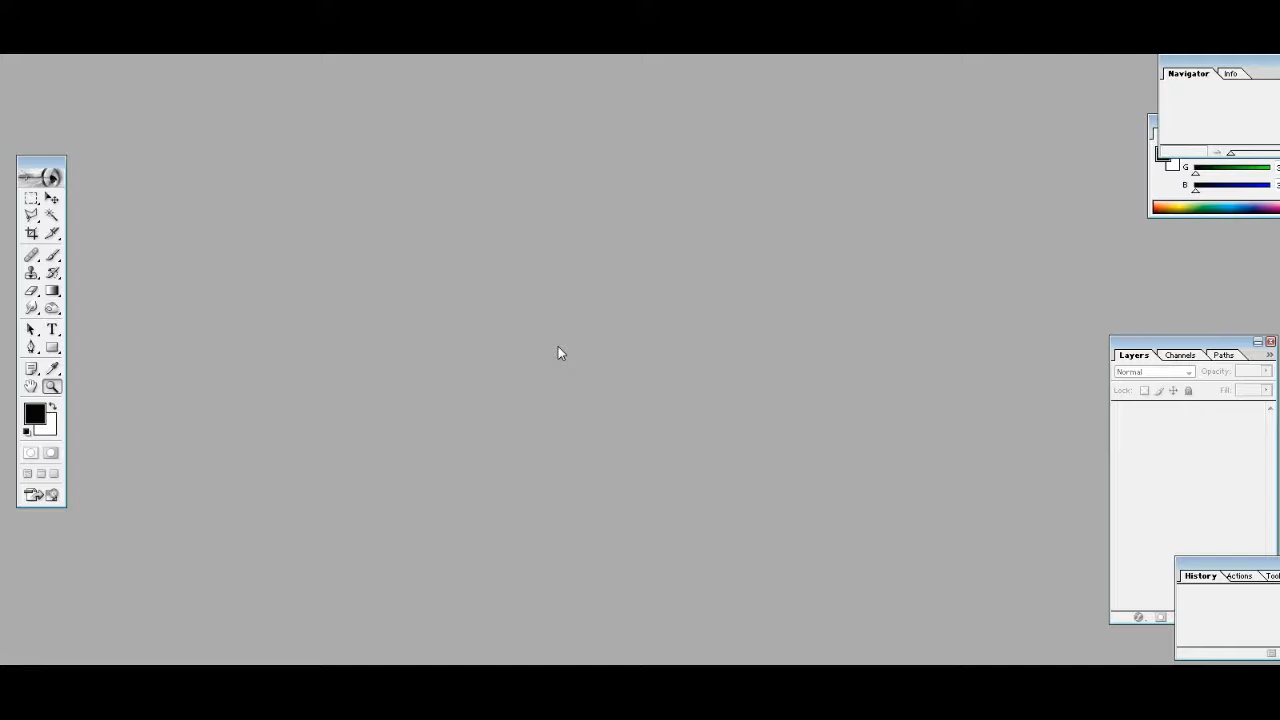 Navigator Info
G
B
Layers Channels Paths
Normal Opacity:
Lock: Fill:
History Actions Tool
T